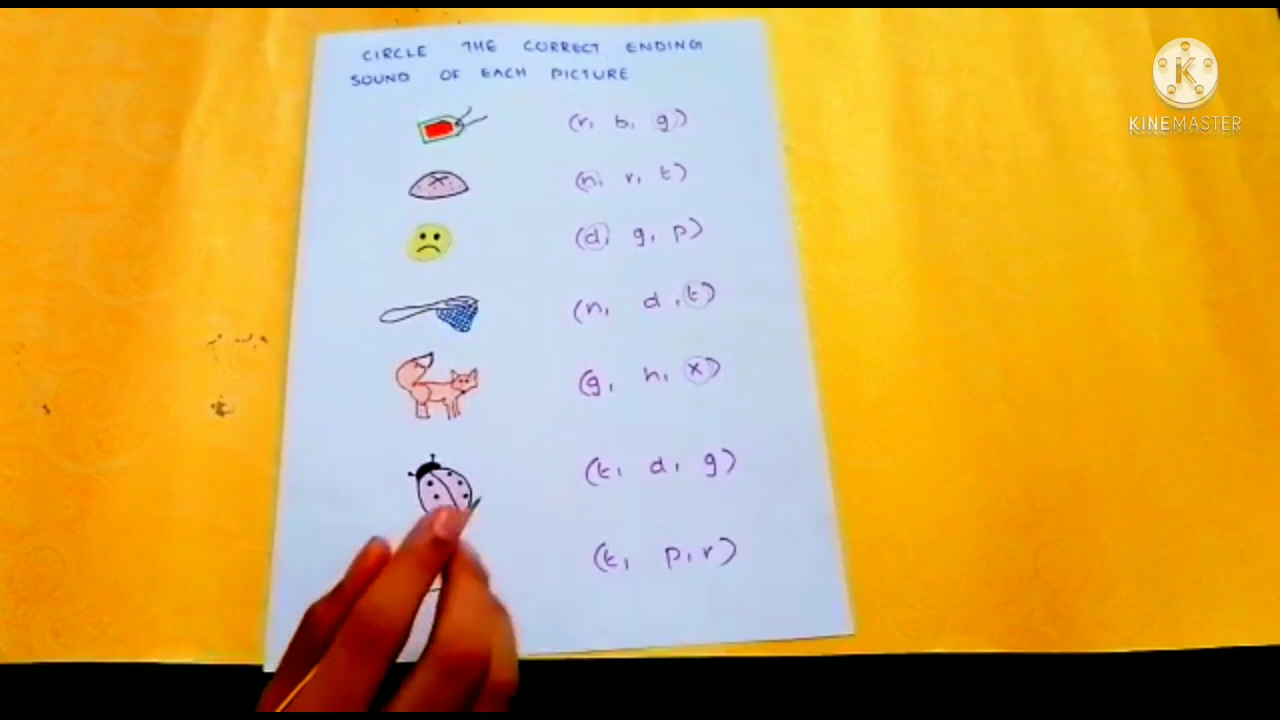 CIRCLE THE CORRECT ENDING
SOUND OF EACH PICTURE
(r, b, g)
(n, r, t)
(d, g, p)
(n, d, t)
(g, n, x)
(t, d, g)
(t, p, r)
K
KINEMASTER